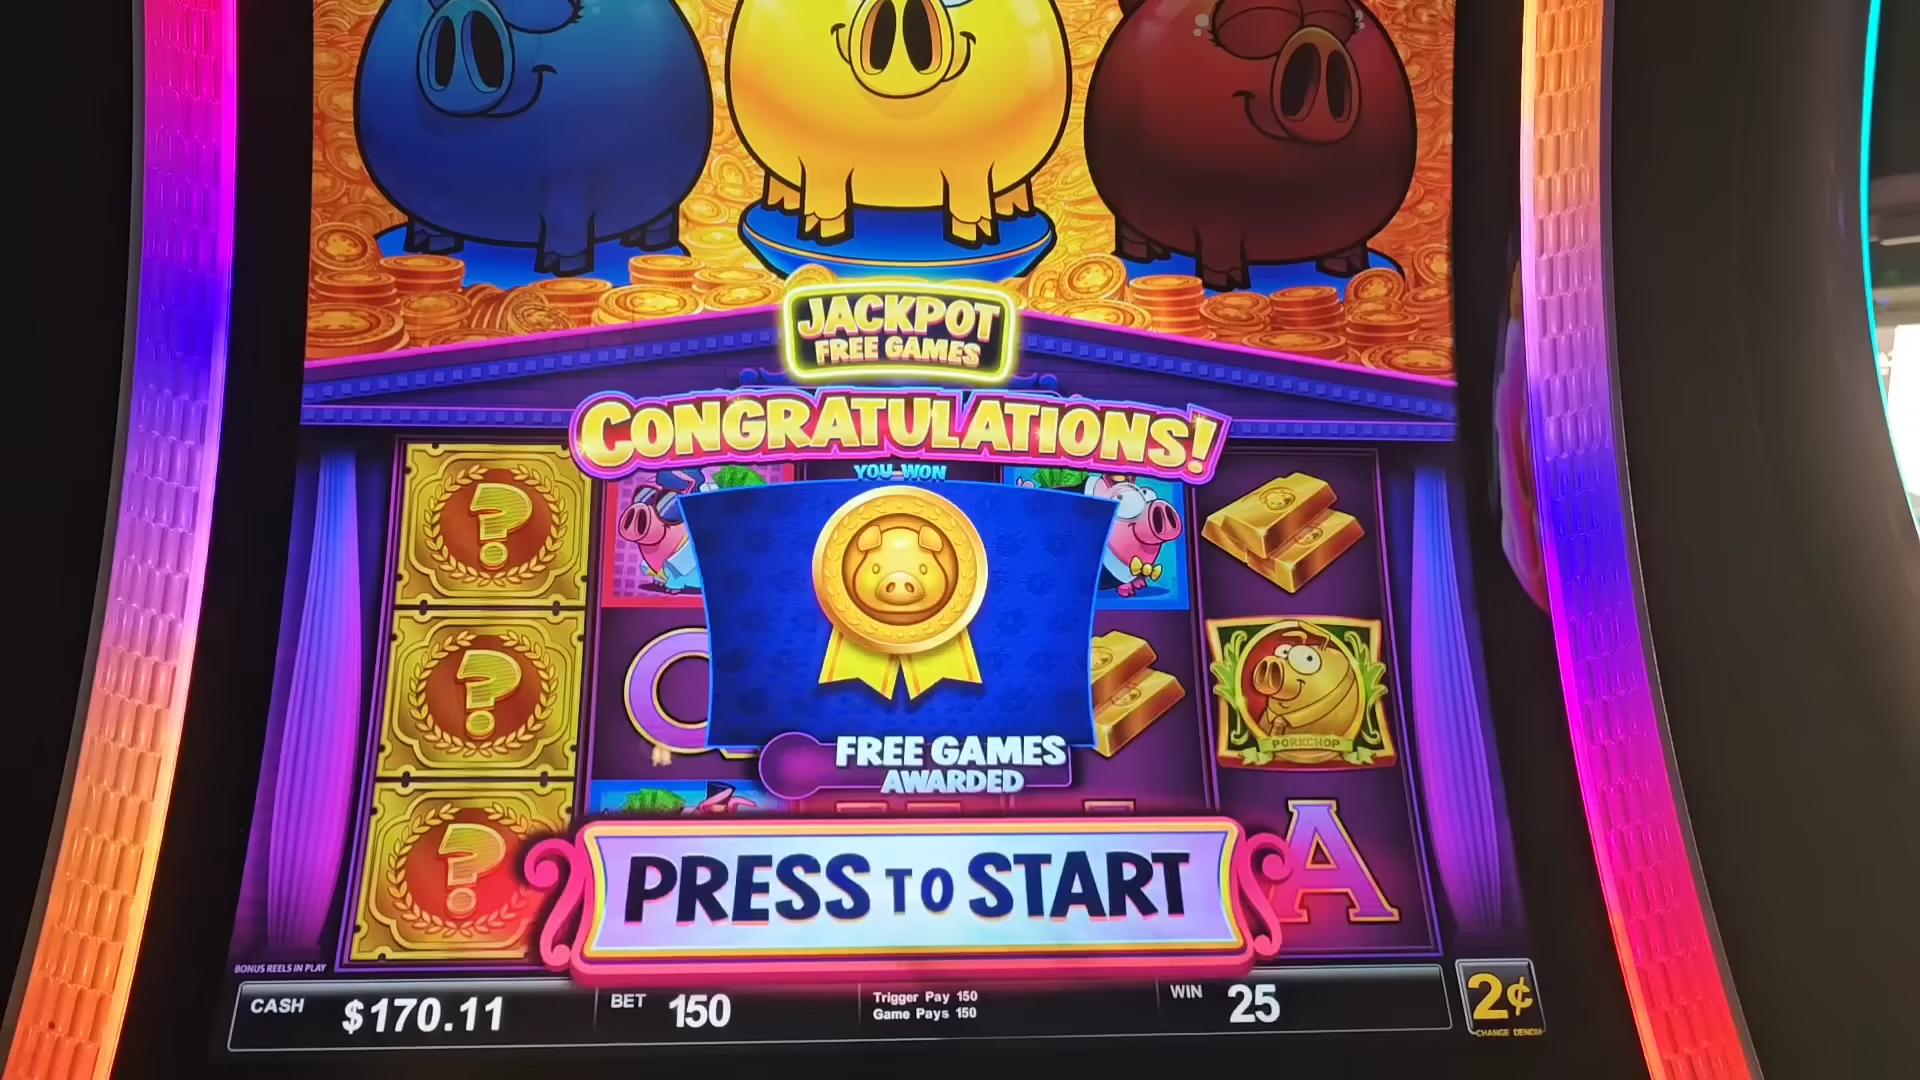 JACKPOT
FREE GAMES
CONGRATULATIONS!
YOU WON
PORKCHOP
FREE GAMES
AWARDED
PRESS TO START
A
BONUS REELS IN PLAY
CASH $170.11
BET 150
Trigger Pay 150
Game Pays 150
WIN 25
2¢
CHANGE DENOM